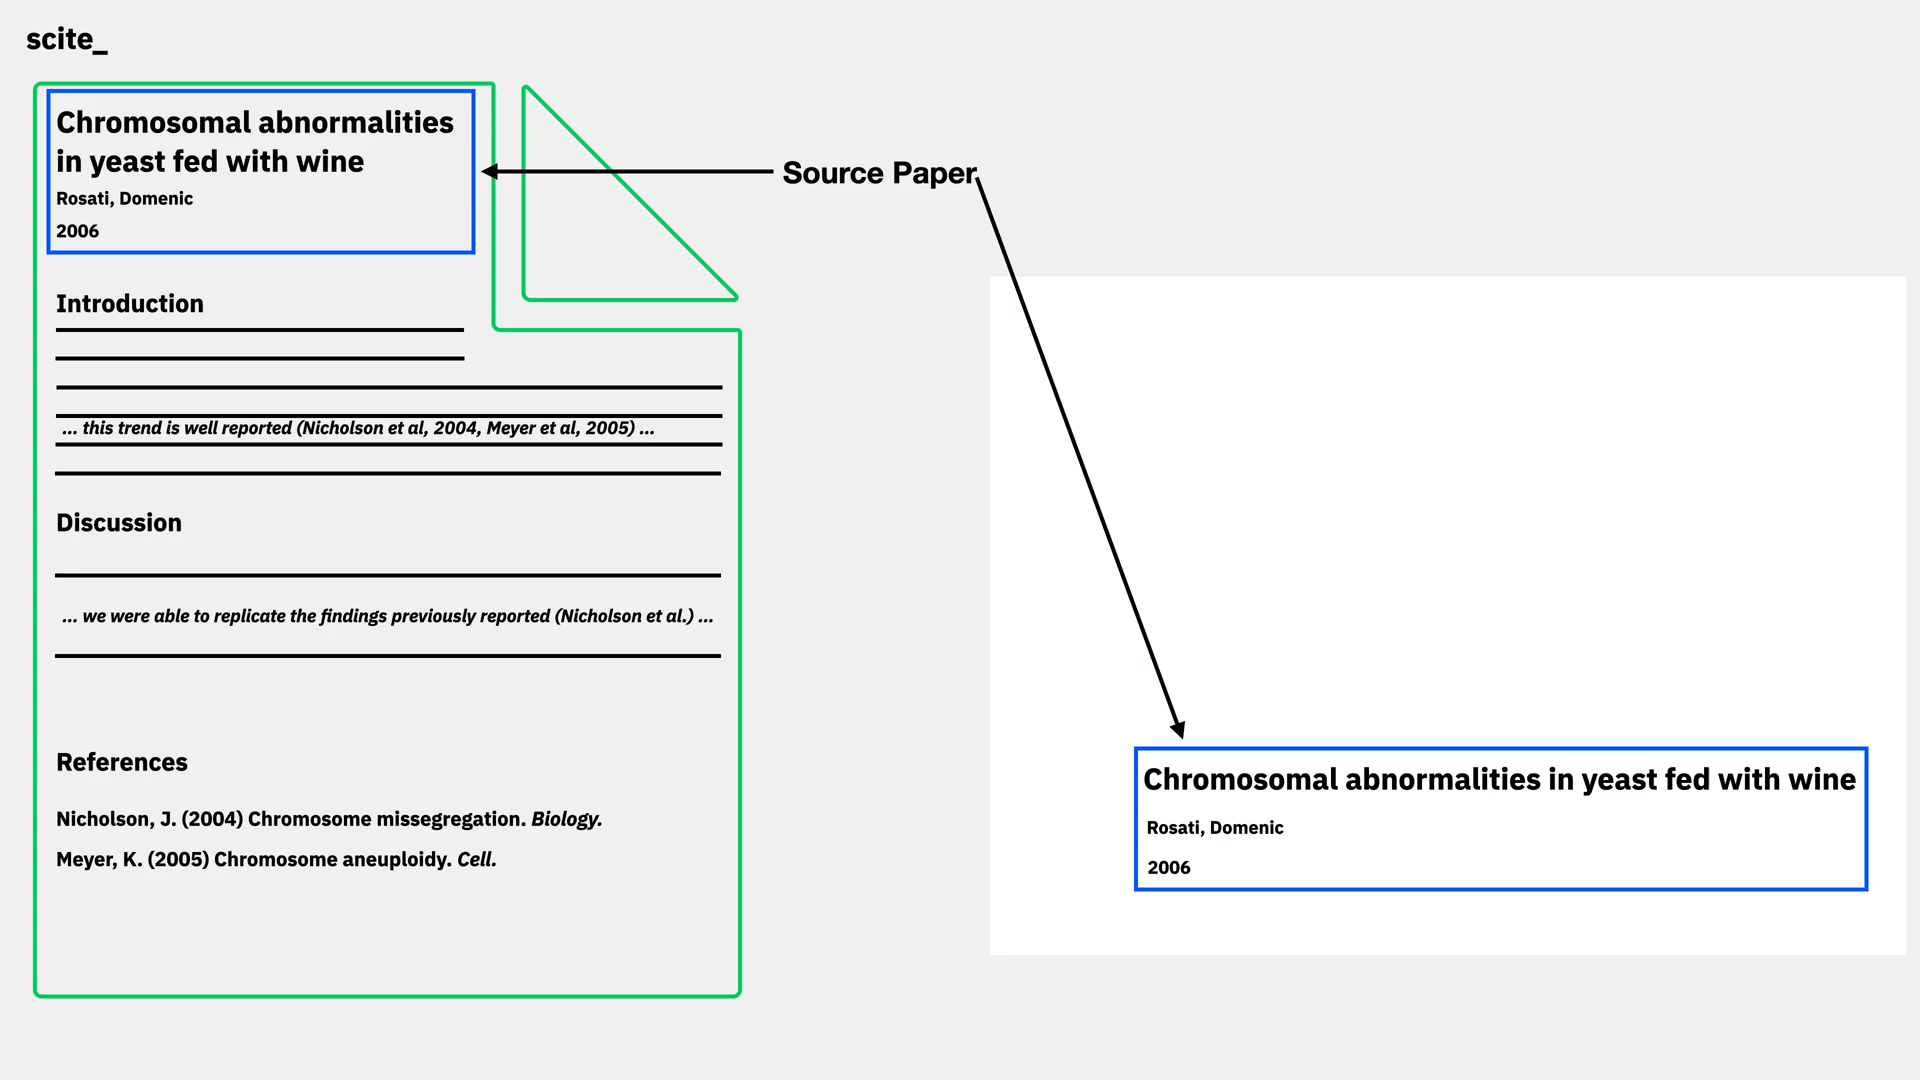 scite_
Chromosomal abnormalities
in yeast fed with wine
Rosati, Domenic
2006
Source Paper
Introduction
... this trend is well reported (Nicholson et al, 2004, Meyer et al, 2005) ...
Discussion
... we were able to replicate the findings previously reported (Nicholson et al.) ...
References
Nicholson, J. (2004) Chromosome missegregation. Biology.
Meyer, K. (2005) Chromosome aneuploidy. Cell.
Chromosomal abnormalities in yeast fed with wine
Rosati, Domenic
2006